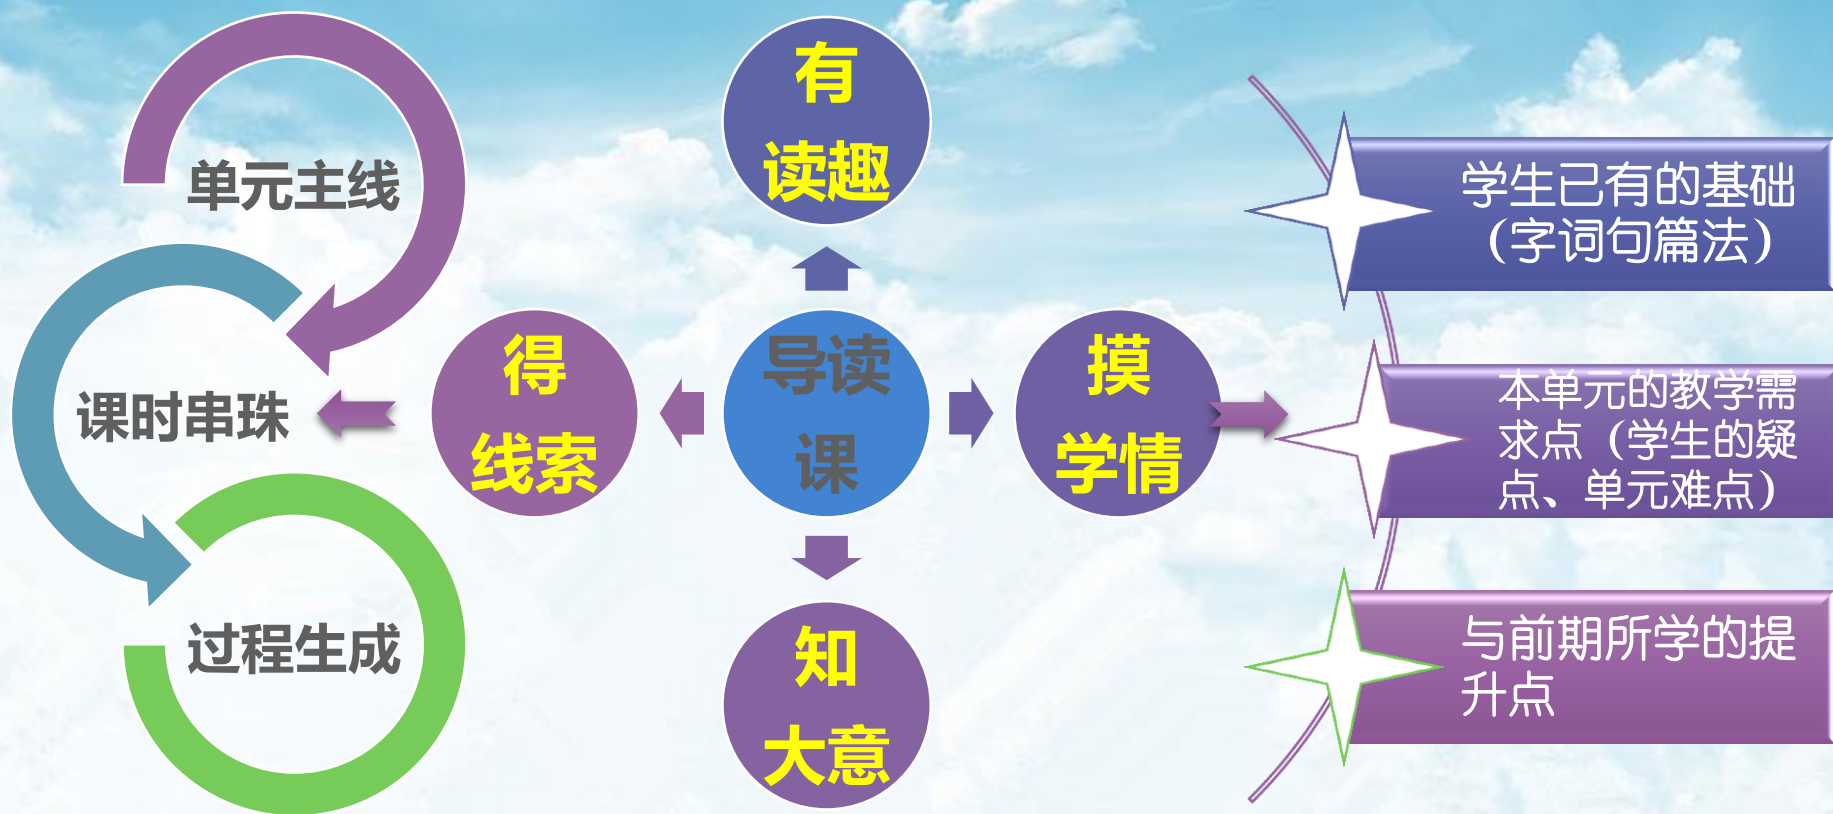 单元主线
课时串珠
过程生成
得
线索
有
读趣
导读
课
知
大意
摸
学情
学生已有的基础
（字词句篇法）
本单元的教学需
求点（学生的疑
点、单元难点）
与前期所学的提
升点